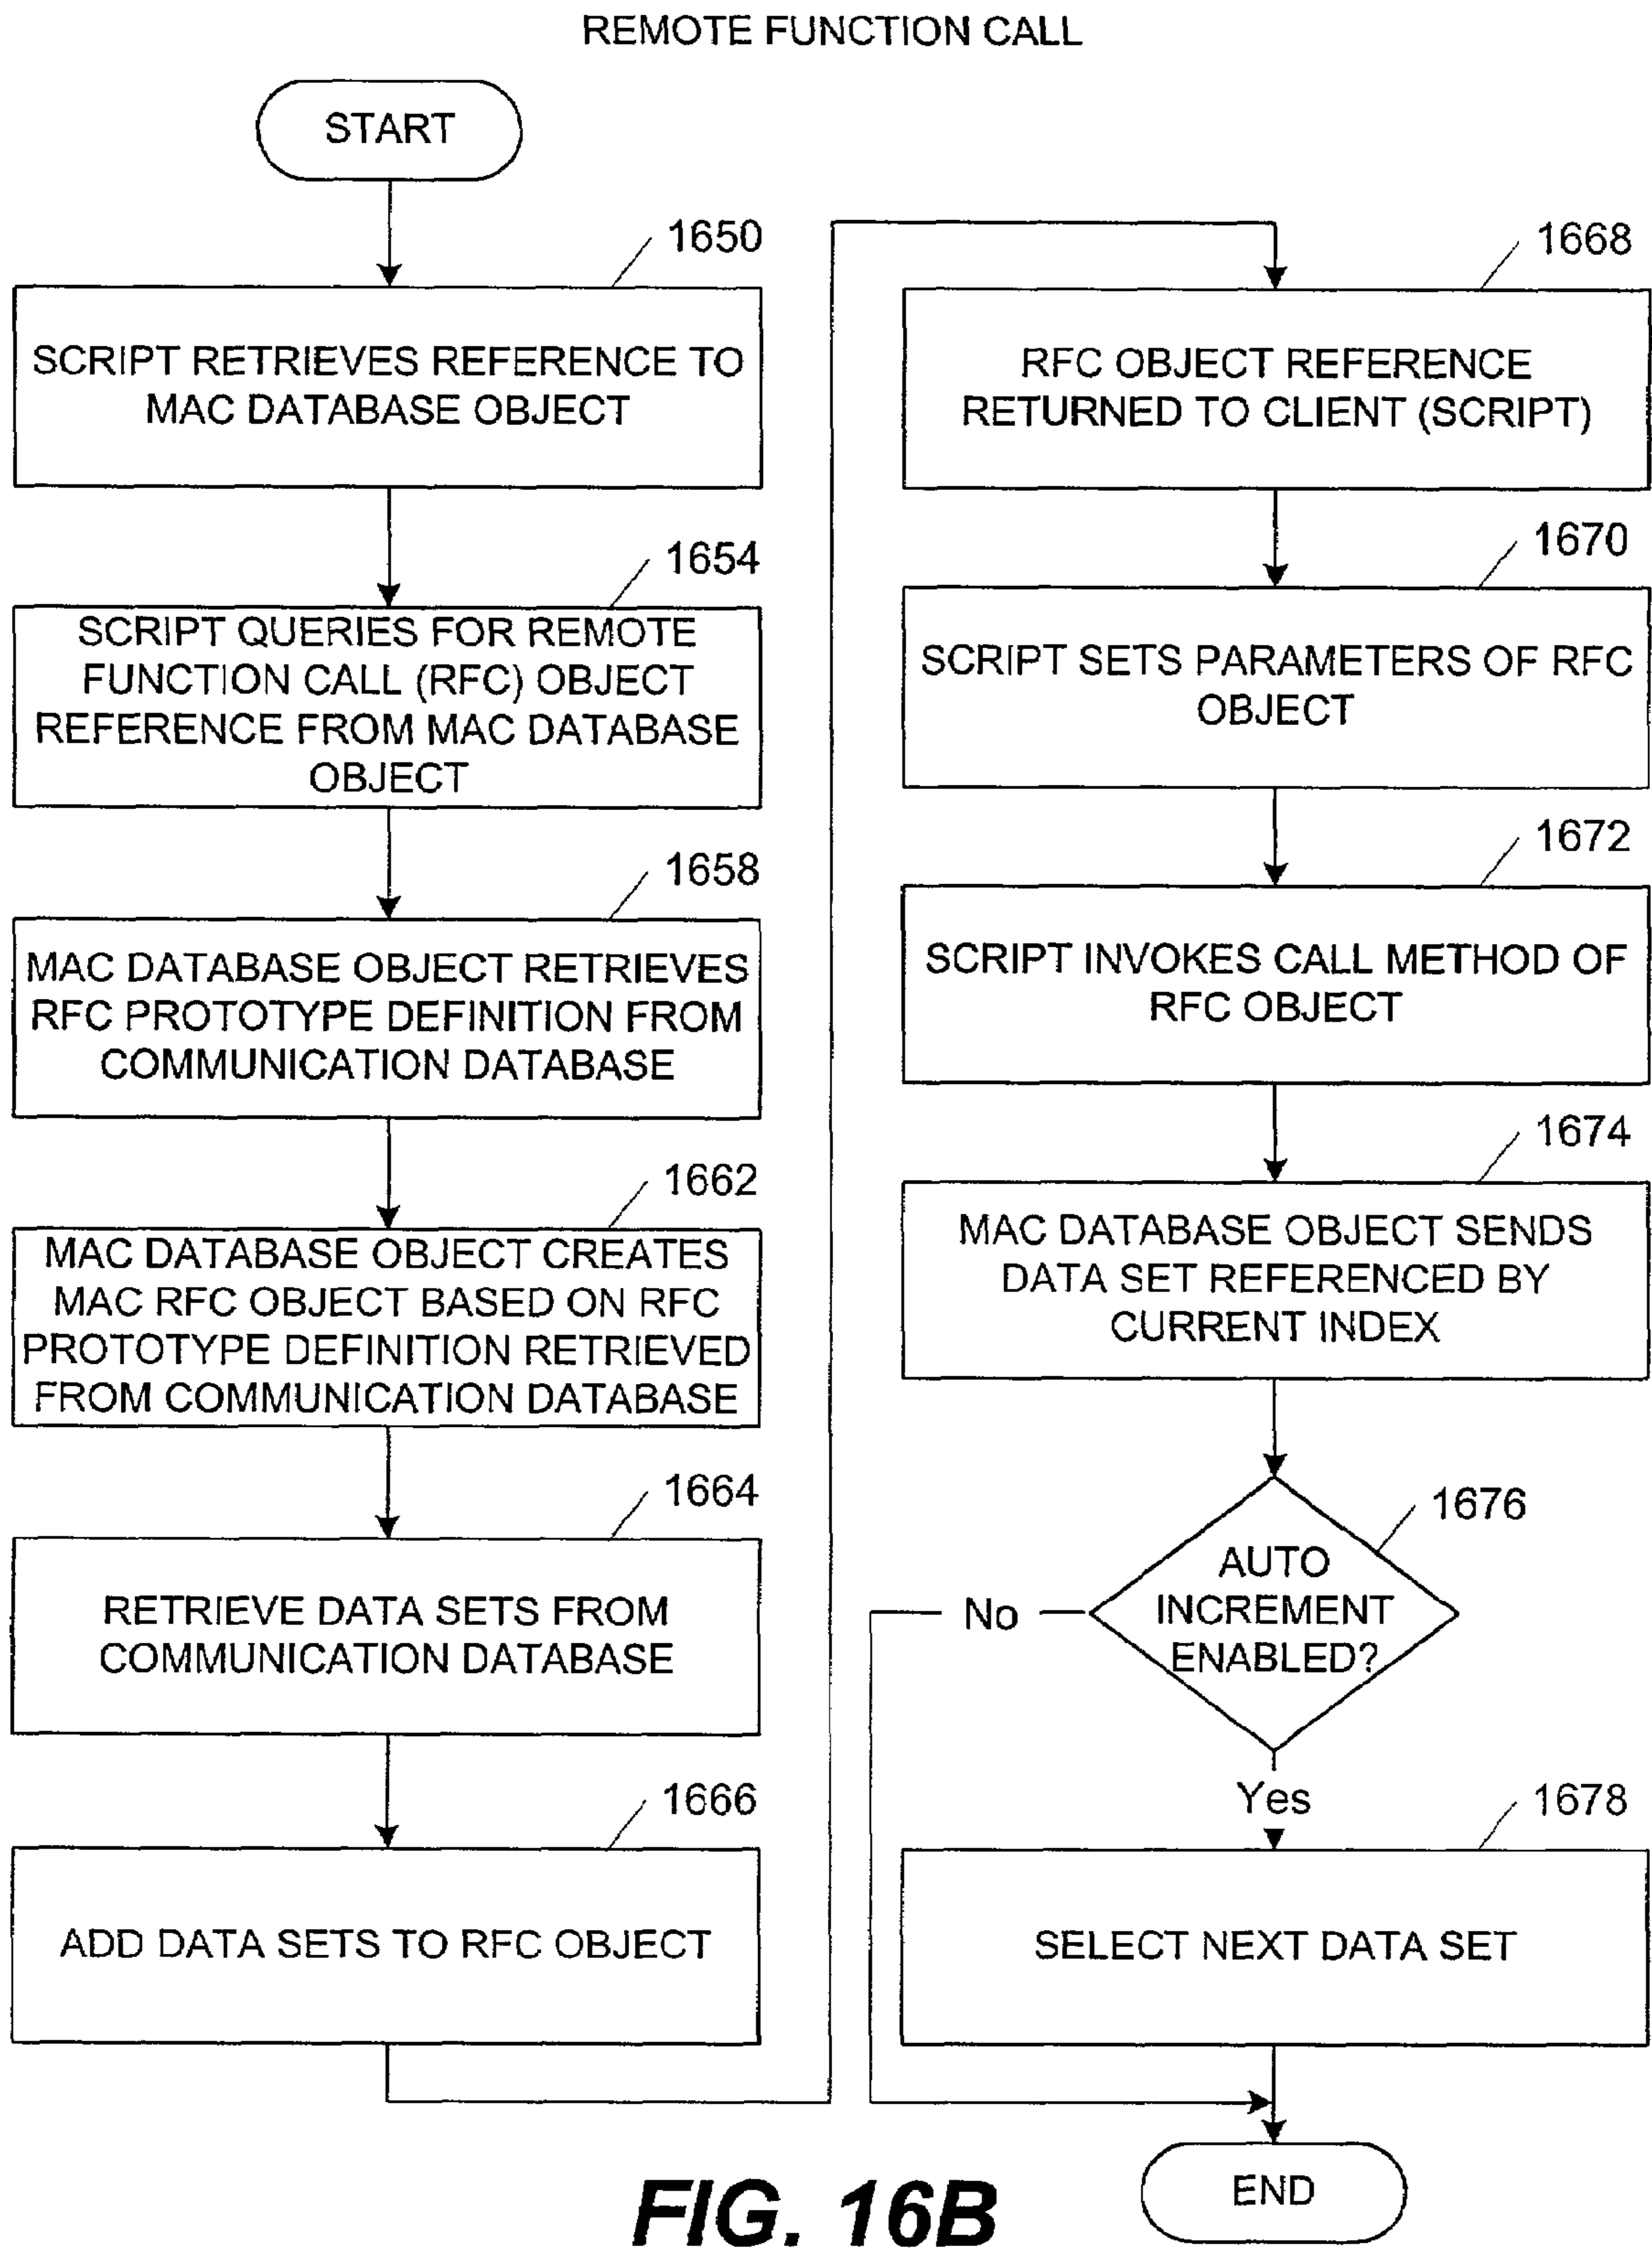 REMOTE FUNCTION CALL
START
1650
SCRIPT RETRIEVES REFERENCE TO
MAC DATABASE OBJECT
1654
SCRIPT QUERIES FOR REMOTE
FUNCTION CALL (RFC) OBJECT
REFERENCE FROM MAC DATABASE
OBJECT
1658
MAC DATABASE OBJECT RETRIEVES
RFC PROTOTYPE DEFINITION FROM
COMMUNICATION DATABASE
1662
MAC DATABASE OBJECT CREATES
MAC RFC OBJECT BASED ON RFC
PROTOTYPE DEFINITION RETRIEVED
FROM COMMUNICATION DATABASE
1664
RETRIEVE DATA SETS FROM
COMMUNICATION DATABASE
1666
ADD DATA SETS TO RFC OBJECT
1668
RFC OBJECT REFERENCE
RETURNED TO CLIENT (SCRIPT)
1670
SCRIPT SETS PARAMETERS OF RFC
OBJECT
1672
SCRIPT INVOKES CALL METHOD OF
RFC OBJECT
1674
MAC DATABASE OBJECT SENDS
DATA SET REFERENCED BY
CURRENT INDEX
1676
AUTO
INCREMENT
ENABLED?
No
Yes
1678
SELECT NEXT DATA SET
END
FIG. 16B